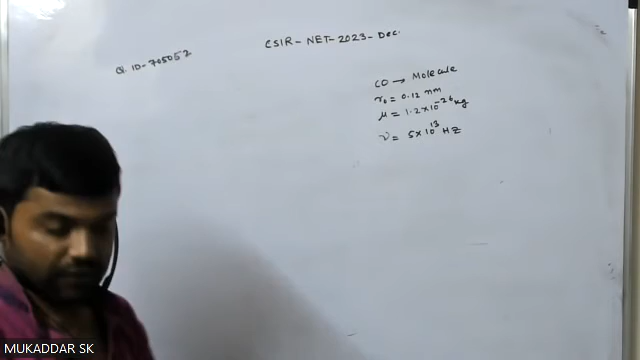 CSIR-NET-2023-Dec.
Q. ID-705052
CO → Molecule
r₀ = 0.12 nm
μ = 1.2×10⁻²⁶ kg
ν = 5×10¹³ HZ
MUKADDAR SK